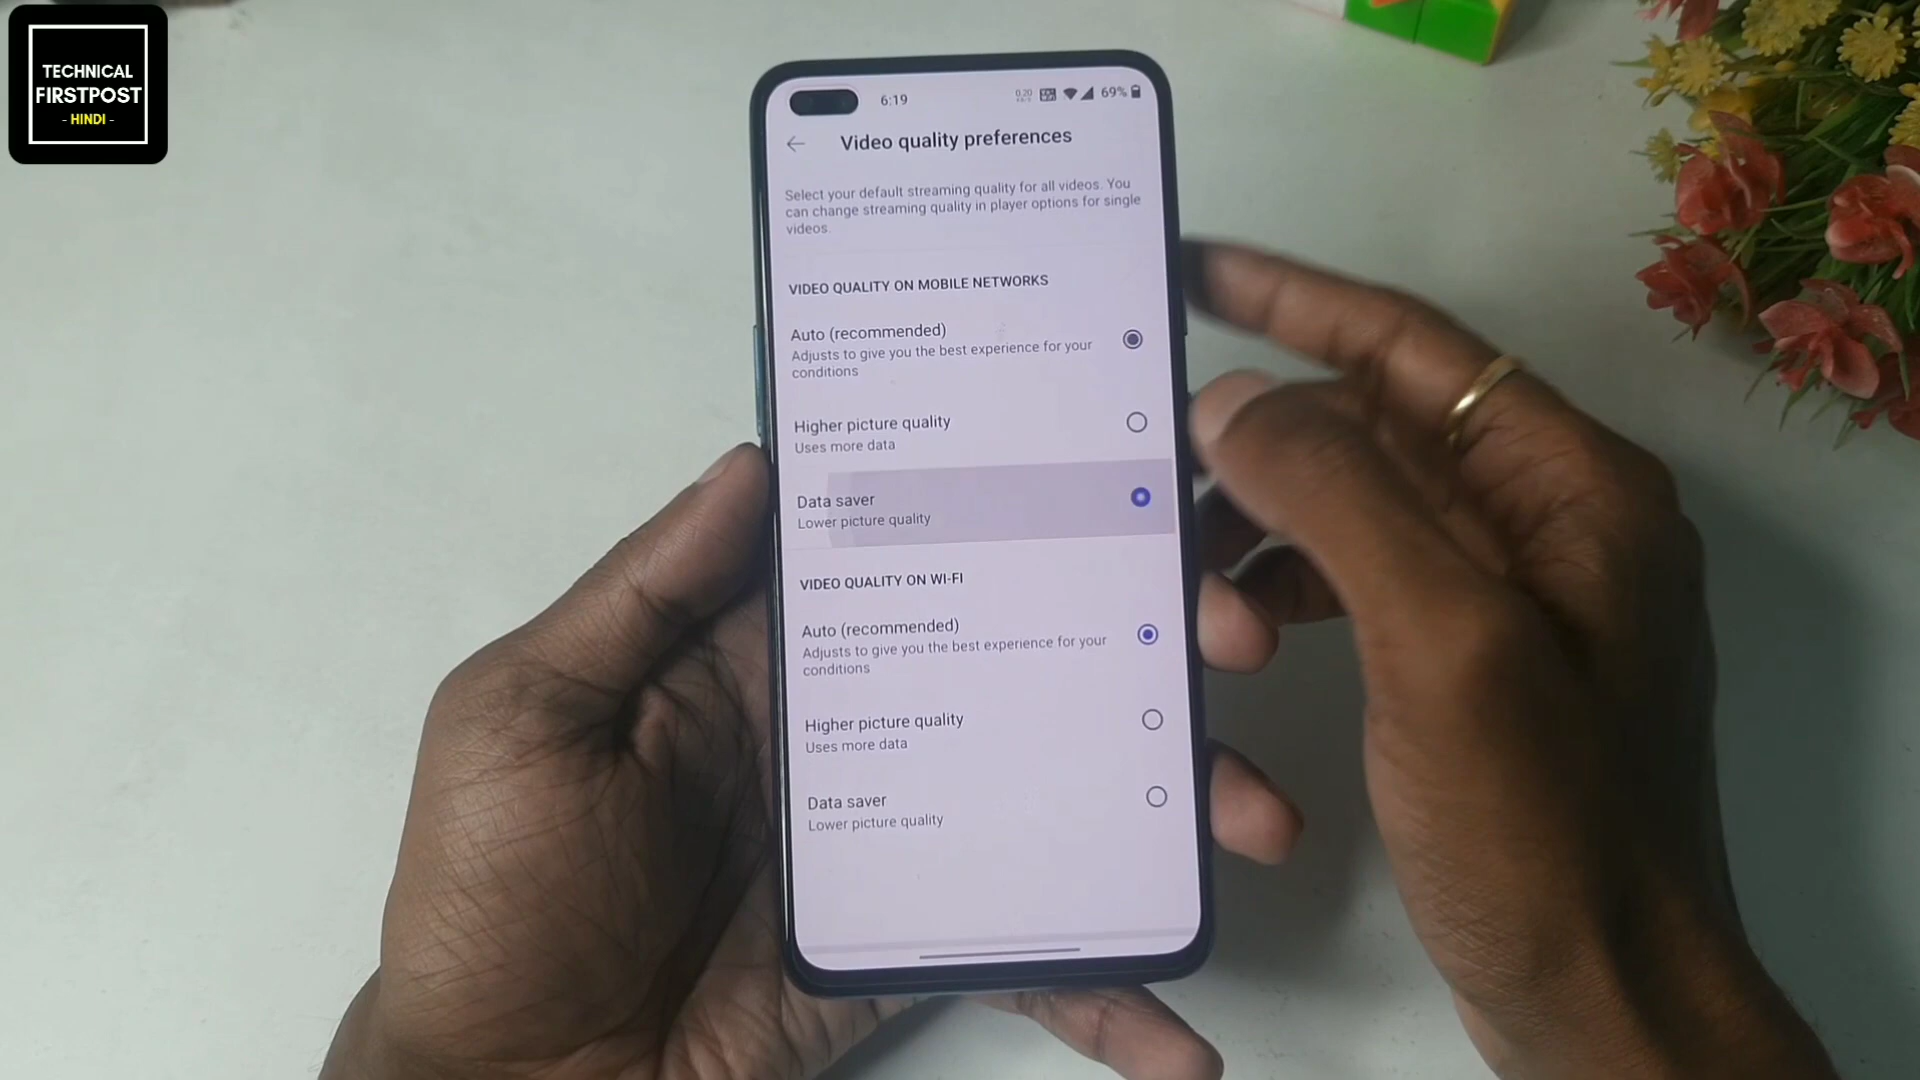 TECHNICAL
FIRSTPOST
- HINDI -
6:19
69%
Video quality preferences
Select your default streaming quality for all videos. You
can change streaming quality in player options for single
videos.
VIDEO QUALITY ON MOBILE NETWORKS
Auto (recommended)
Adjusts to give you the best experience for your
conditions
Higher picture quality
Uses more data
Data saver
Lower picture quality
VIDEO QUALITY ON WI-FI
Auto (recommended)
Adjusts to give you the best experience for your
conditions
Higher picture quality
Uses more data
Data saver
Lower picture quality